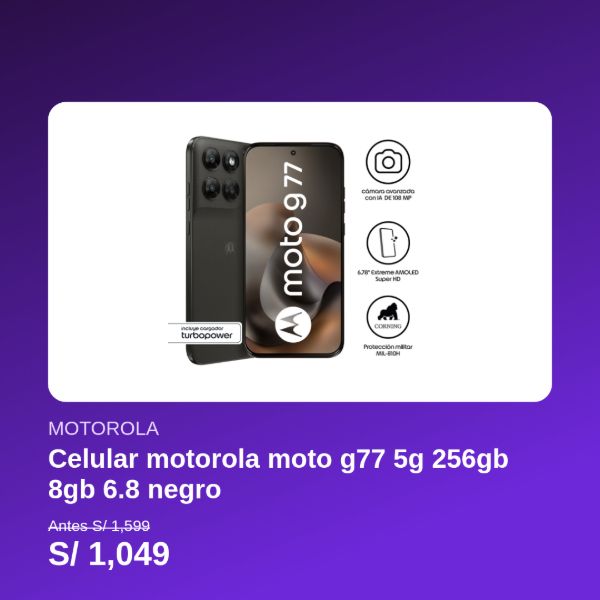 moto g77
cámara avanzada
con IA DE 108 MP
6.78" Extreme AMOLED
Super HD
CORNING
Protección militar
MIL-810H
incluye cargador
turbopower
MOTOROLA
Celular motorola moto g77 5g 256gb
8gb 6.8 negro
Antes S/ 1,599
S/ 1,049